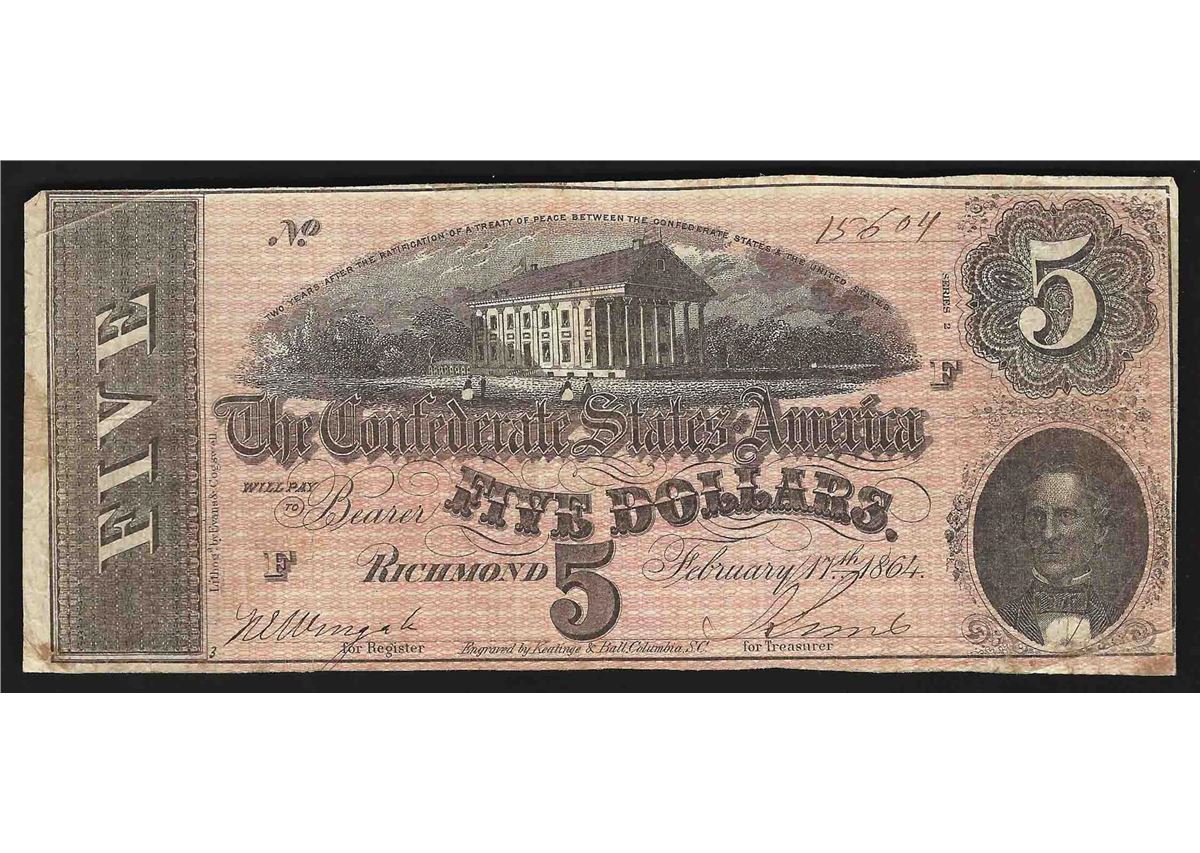 No 15604
TWO YEARS AFTER THE RATIFICATION OF A TREATY OF PEACE BETWEEN THE CONFEDERATE STATES & THE UNITED STATES
SERIES 2
5
FIVE
F
The Confederate States America
WILL PAY TO Bearer
FIVE DOLLARS.
F
RICHMOND 5 February 17th. 1864.
Lithog'd by Evans & Cogswell
3
for Register
Engraved by Keatinge & Ball, Columbia, S.C.
for Treasurer